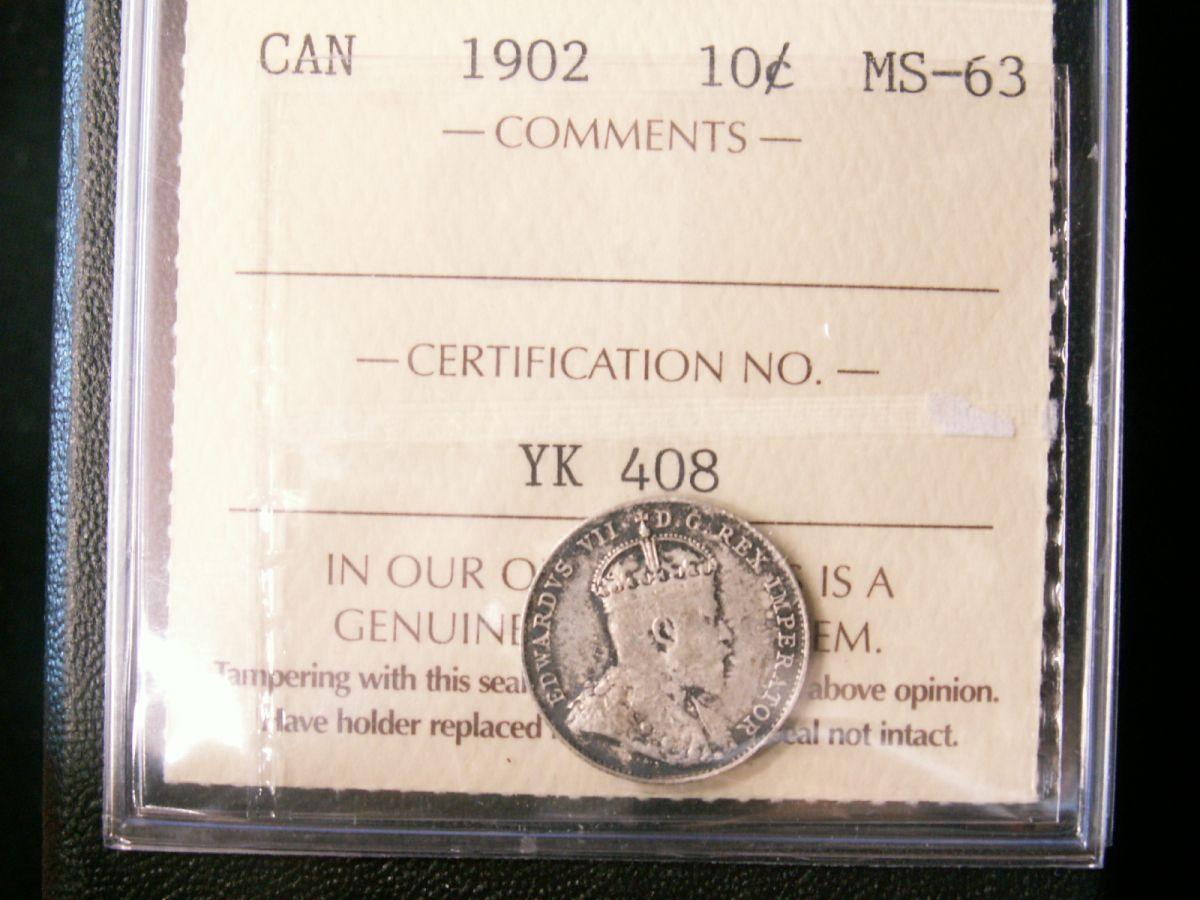 CAN 1902 10¢ MS-63
— COMMENTS —
— CERTIFICATION NO. —
YK 408
IN OUR IS A
GENUINE
Tampering with this seal above opinion.
Have holder replaced seal not intact.
EDWARDVS VII D.G. REX IMPERATOR